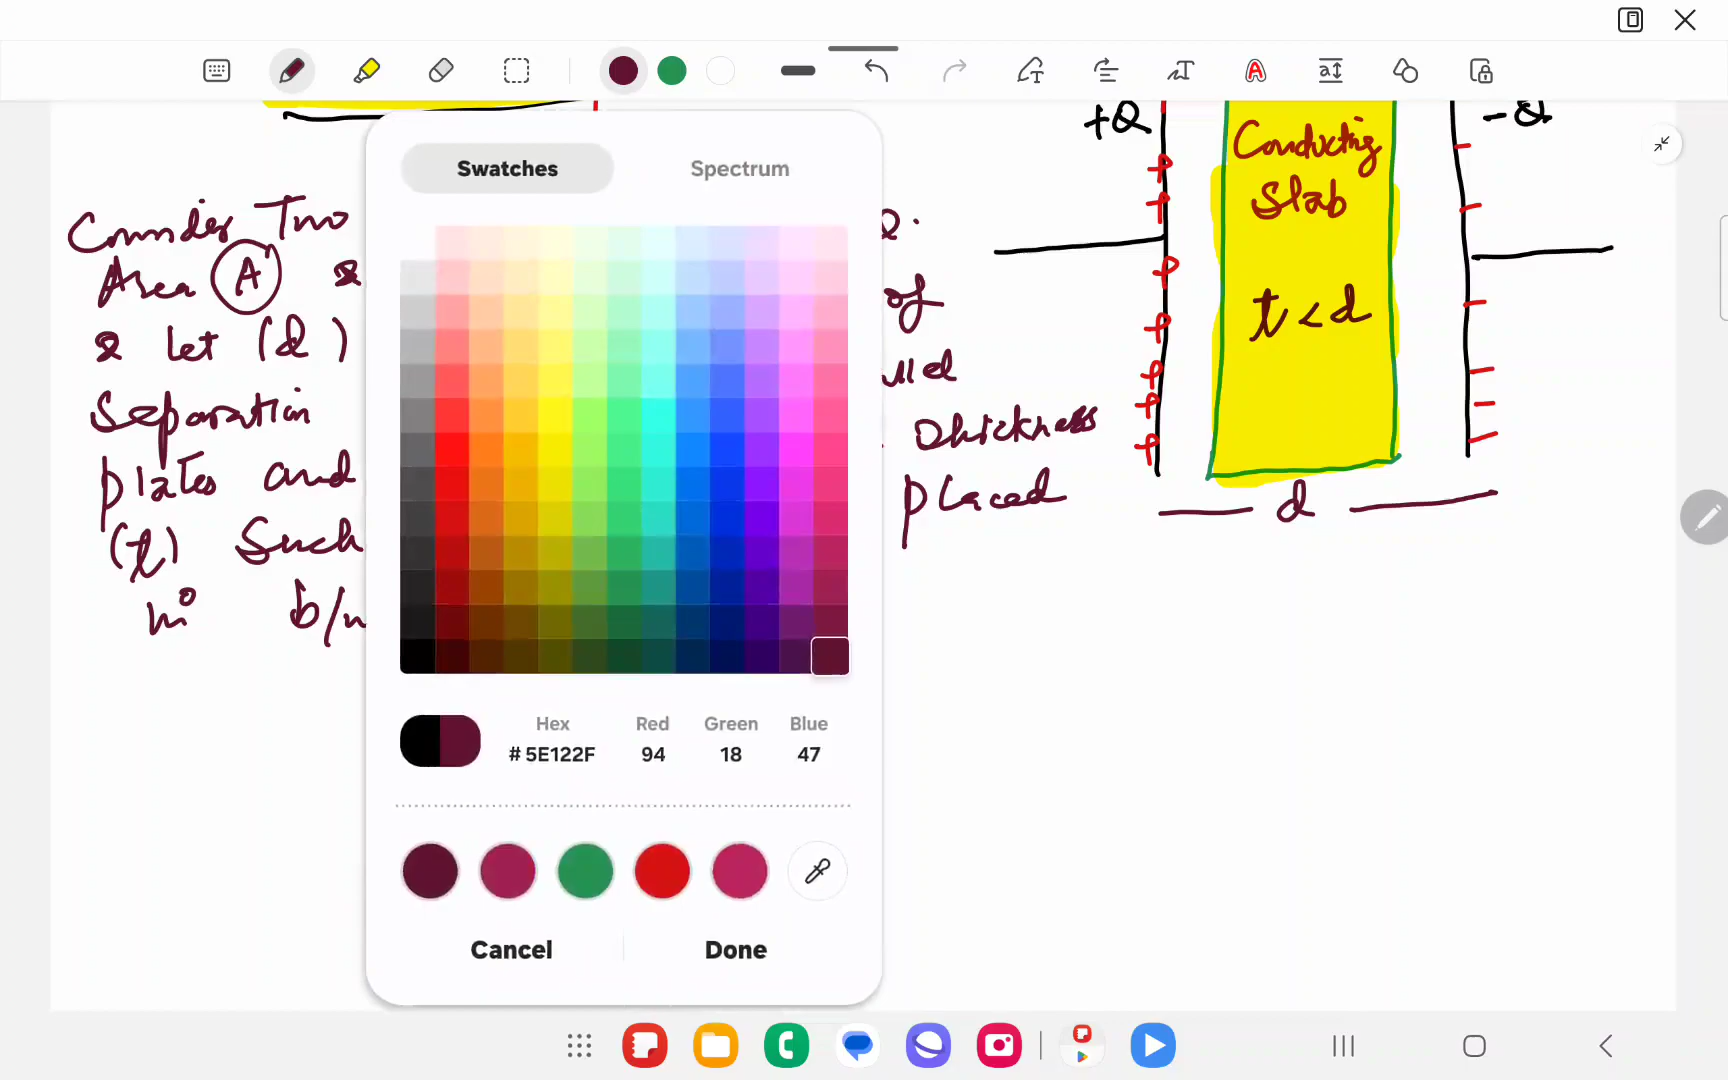 Swatches Spectrum
Hex Red Green Blue
# 5E122F 94 18 47
Cancel Done
Consider Two
Area A &
& let (d)
Separation
plates and
(t) Such
b/n
Q.
of
Thickness
placed
+Q
-Q
Conducting
Slab
t < d
d